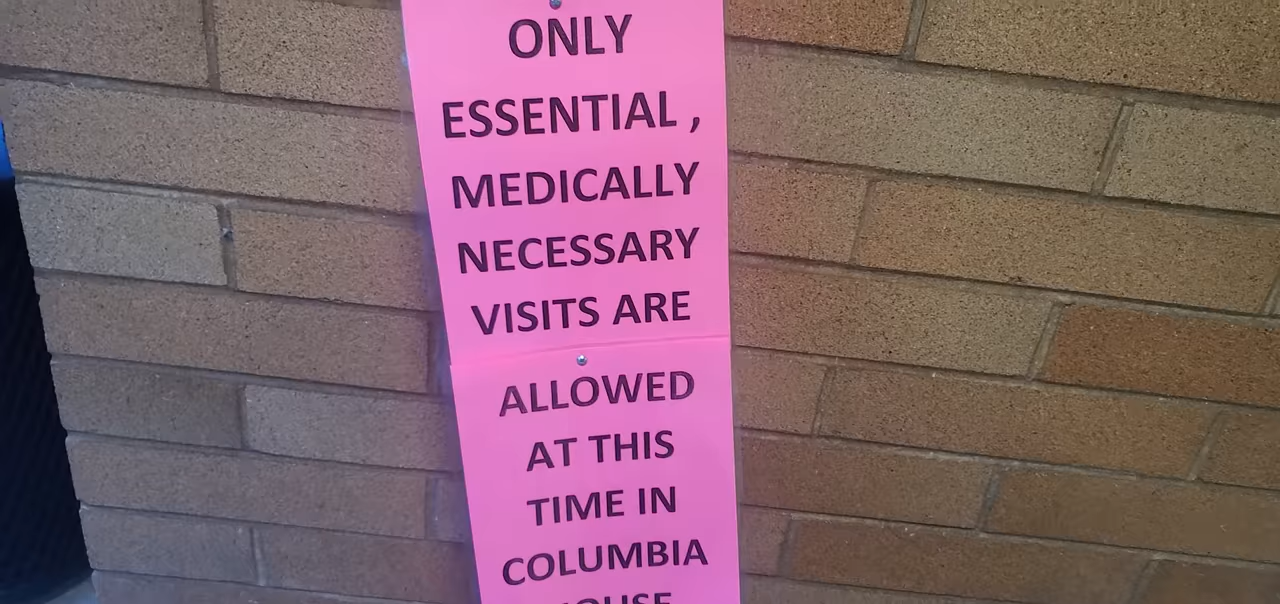 ONLY
ESSENTIAL ,
MEDICALLY
NECESSARY
VISITS ARE
ALLOWED
AT THIS
TIME IN
COLUMBIA